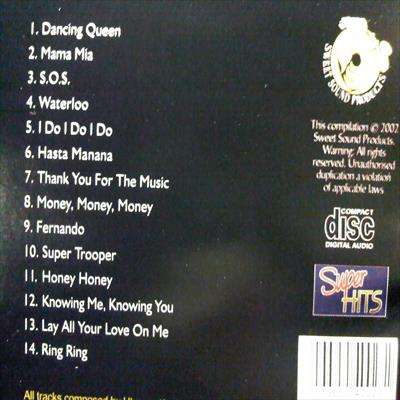 1. Dancing Queen
2. Mama Mia
3. S.O.S.
4. Waterloo
5. I Do I Do I Do
6. Hasta Manana
7. Thank You For The Music
8. Money, Money, Money
9. Fernando
10. Super Trooper
11. Honey Honey
12. Knowing Me, Knowing You
13. Lay All Your Love On Me
14. Ring Ring
All tracks composed by
SWEET SOUND PRODUCTS
This compilation © 2002
Sweet Sound Products.
Warning: All rights
reserved. Unauthorised
duplication a violation
of applicable laws
COMPACT
disc
DIGITAL AUDIO
Super
HITS